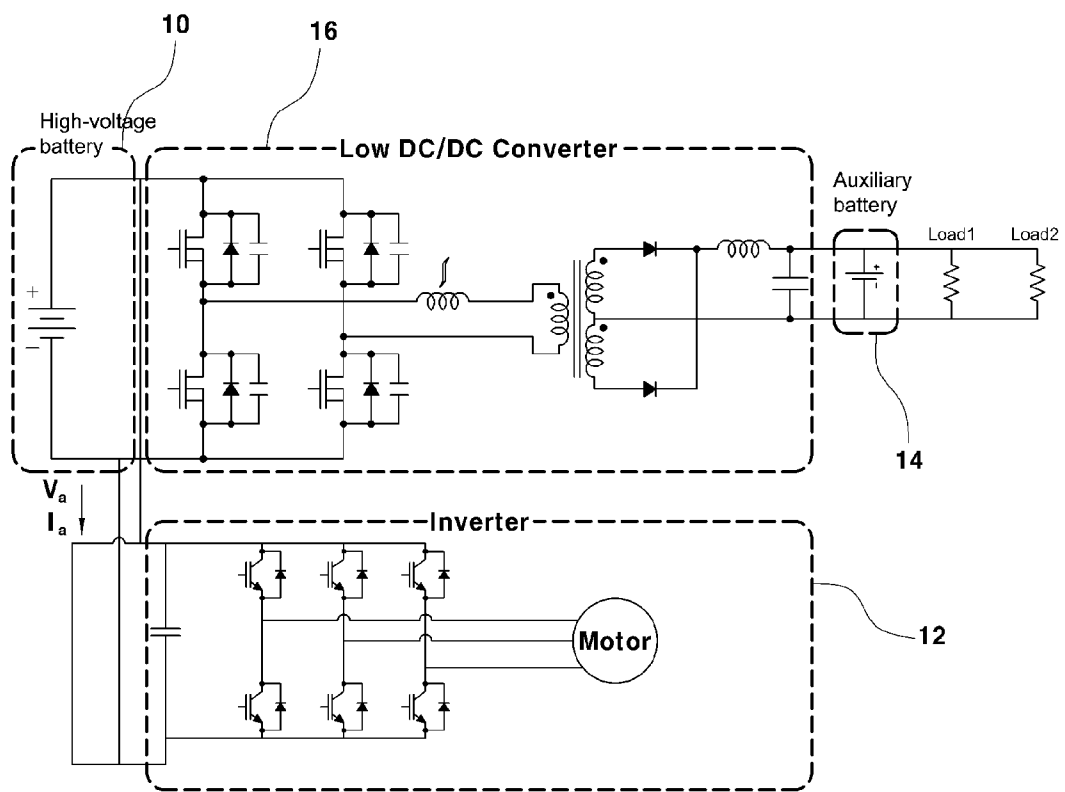 10
16
High-voltage
battery
Low DC/DC Converter
Auxiliary
battery
Load1
Load2
+
−
+
-
14
Va
Ia
Inverter
Motor
12